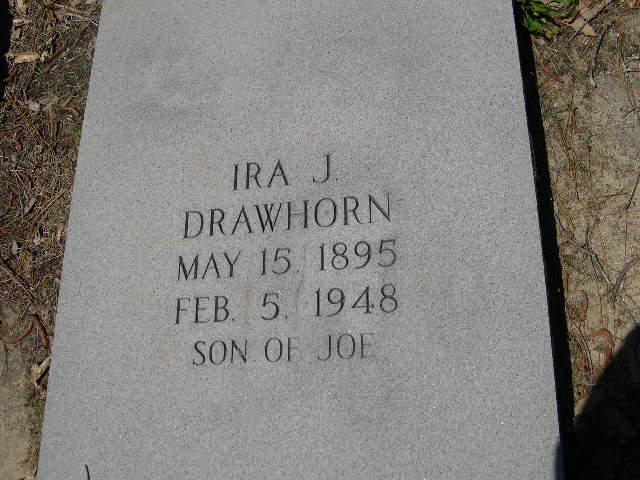 IRA J.
DRAWHORN
MAY 15, 1895
FEB. 5, 1948
SON OF JOE